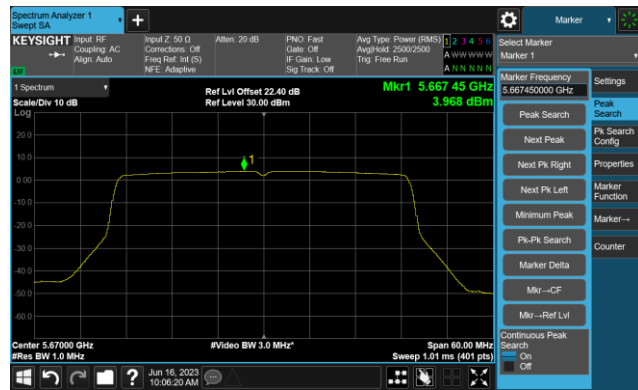 Spectrum Analyzer 1
Swept SA
Marker
KEYSIGHT
Input: RF
Coupling: AC
Align: Auto
Input Z: 50 Ω
Corrections: Off
Freq Ref: Int (S)
NFE: Adaptive
Atten: 20 dB
PNO: Fast
Gate: Off
IF Gain: Low
Sig Track: Off
Avg Type: Power (RMS)
Avg|Hold: 2500/2500
Trig: Free Run
1 2 3 4 5 6
A W W W W W
A N N N N N
Select Marker
Marker 1
1 Spectrum
Scale/Div 10 dB
Log
Ref Lvl Offset 22.40 dB
Ref Level 30.00 dBm
Mkr1 5.667 45 GHz
3.968 dBm
20.0
10.0
0.00
-10.0
-20.0
-30.0
-40.0
-50.0
-60.0
1
Center 5.67000 GHz
#Res BW 1.0 MHz
#Video BW 3.0 MHz*
Span 60.00 MHz
Sweep 1.01 ms (401 pts)
Marker Frequency
5.667450000 GHz
Peak Search
Next Peak
Next Pk Right
Next Pk Left
Minimum Peak
Pk-Pk Search
Marker Delta
Mkr→CF
Mkr→Ref Lvl
Continuous Peak
Search
On
Off
Settings
Peak
Search
Pk Search
Config
Properties
Marker
Function
Marker→
Counter
Jun 16, 2023
10:06:20 AM